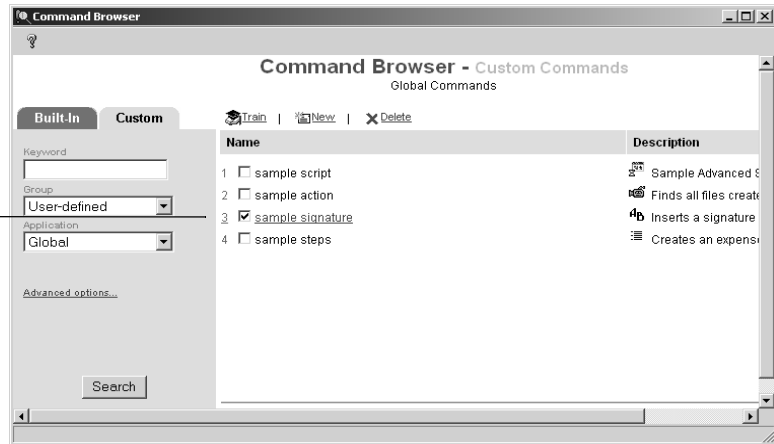 Command Browser
Command Browser - Custom Commands
Global Commands
Built-In Custom
Train | New | Delete
Name Description
Keyword
Group
User-defined
Application
Global
Advanced options...
Search
1 sample script Sample Advanced S
2 sample action Finds all files create
3 sample signature Inserts a signature
4 sample steps Creates an expens